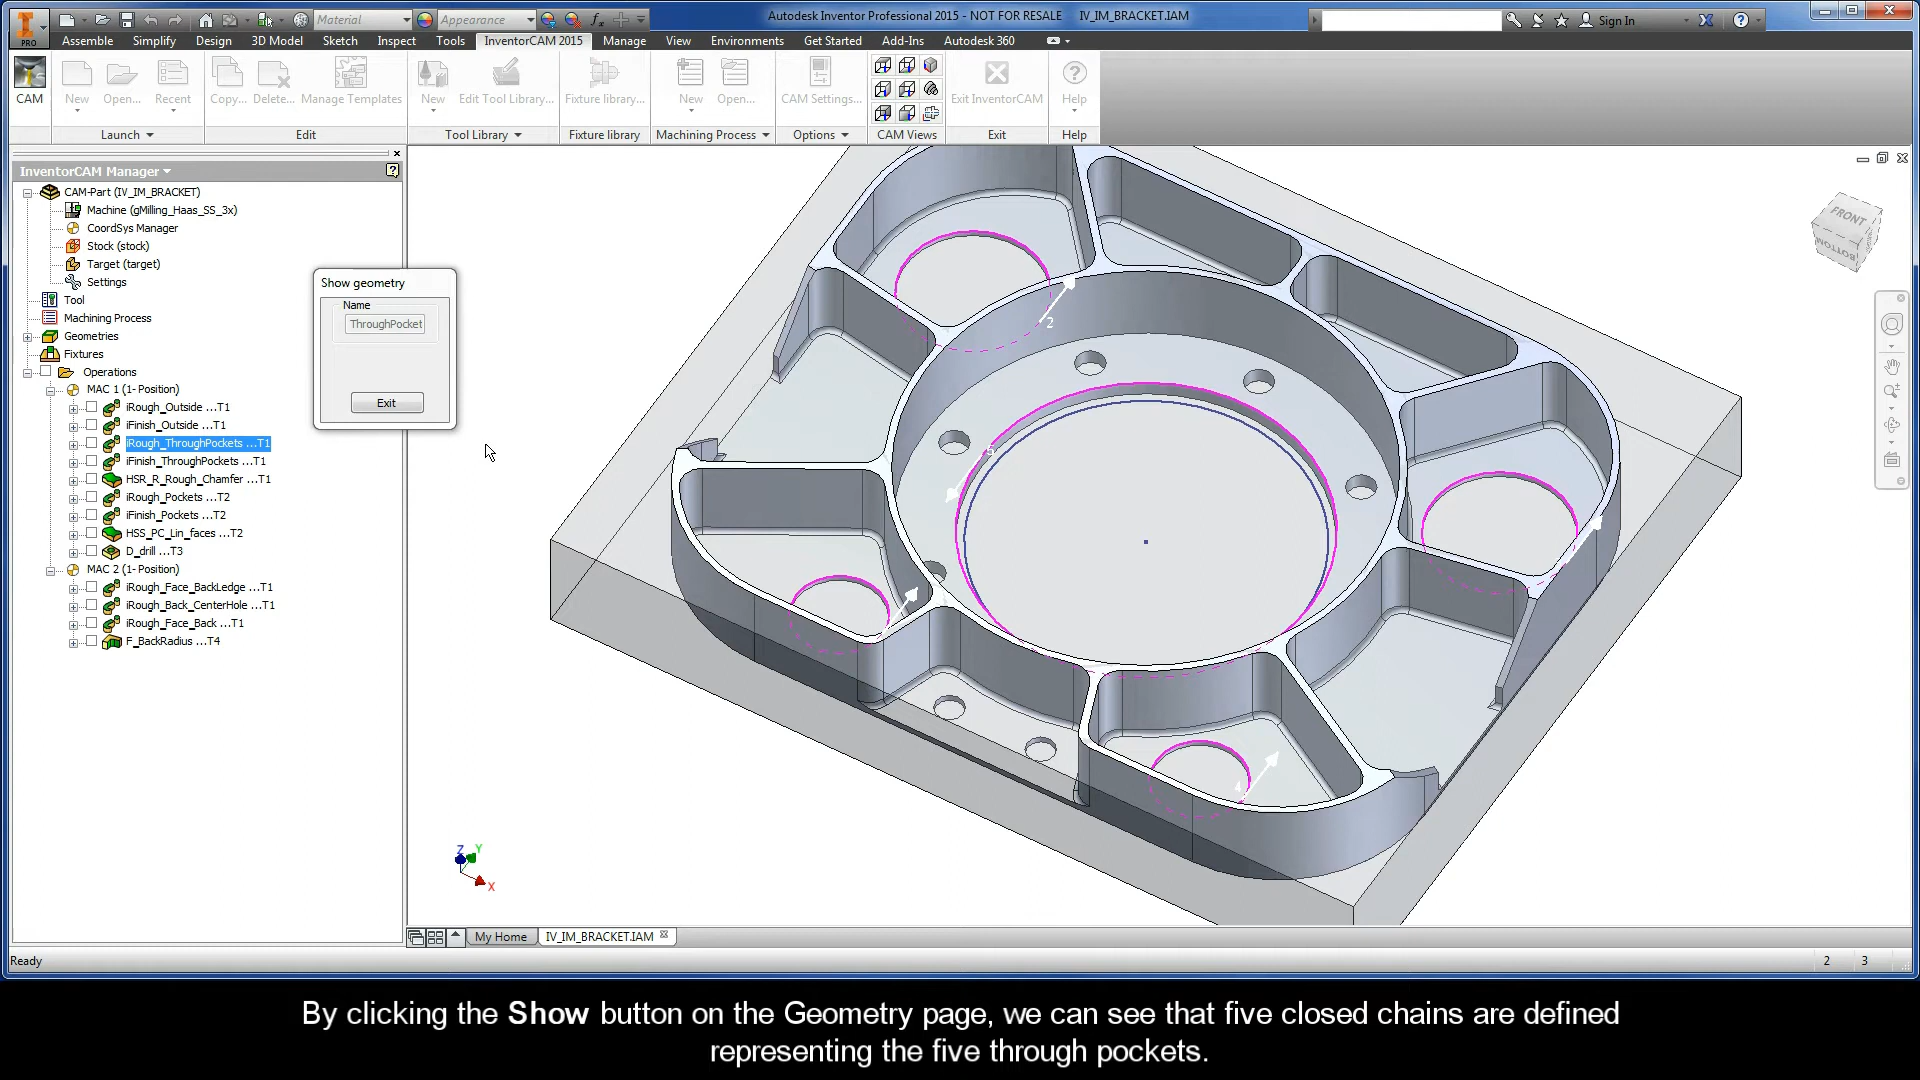 Material
Appearance
Autodesk Inventor Professional 2015 - NOT FOR RESALE IV_IM_BRACKET.IAM
Sign In
PRO
Assemble Simplify Design 3D Model Sketch Inspect Tools InventorCAM 2015 Manage View Environments Get Started Add-Ins Autodesk 360
CAM New Open... Recent Copy... Delete... Manage Templates New Edit Tool Library... Fixture library... New Open... CAM Settings... Exit InventorCAM Help
Launch Edit Tool Library Fixture library Machining Process Options CAM Views Exit Help
InventorCAM Manager
CAM-Part (IV_IM_BRACKET)
Machine (gMilling_Haas_SS_3x)
CoordSys Manager
Stock (stock)
Target (target)
Settings
Tool
Machining Process
Geometries
Fixtures
Operations
MAC 1 (1- Position)
iRough_Outside ...T1
iFinish_Outside ...T1
iRough_ThroughPockets ...T1
iFinish_ThroughPockets ...T1
HSR_R_Rough_Chamfer ...T1
iRough_Pockets ...T2
iFinish_Pockets ...T2
HSS_PC_Lin_faces ...T2
D_drill ...T3
MAC 2 (1- Position)
iRough_Face_BackLedge ...T1
iRough_Back_CenterHole ...T1
iRough_Face_Back ...T1
F_BackRadius ...T4
Show geometry
Name
ThroughPocket
Exit
FRONT
BOTTOM
2
5
4
Z Y
X
My Home IV_IM_BRACKET.IAM
Ready
2 3
By clicking the Show button on the Geometry page, we can see that five closed chains are defined
representing the five through pockets.